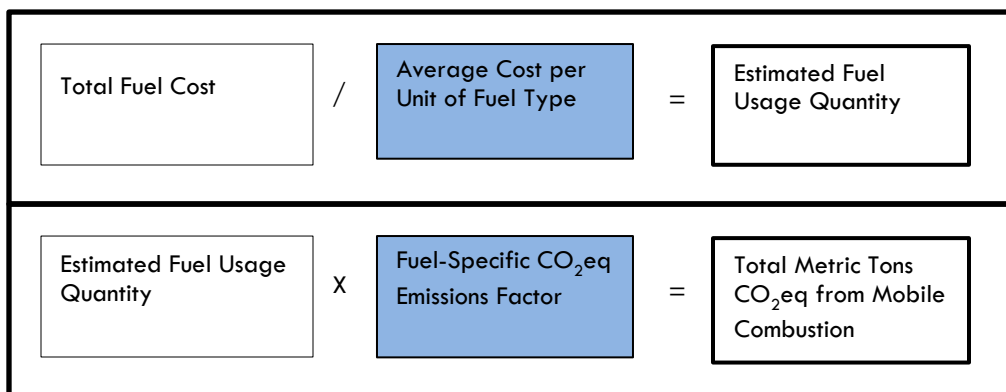 Total Fuel Cost
/
Average Cost per
Unit of Fuel Type
=
Estimated Fuel
Usage Quantity
Estimated Fuel Usage
Quantity
X
Fuel-Specific CO₂eq
Emissions Factor
=
Total Metric Tons
CO₂eq from Mobile
Combustion